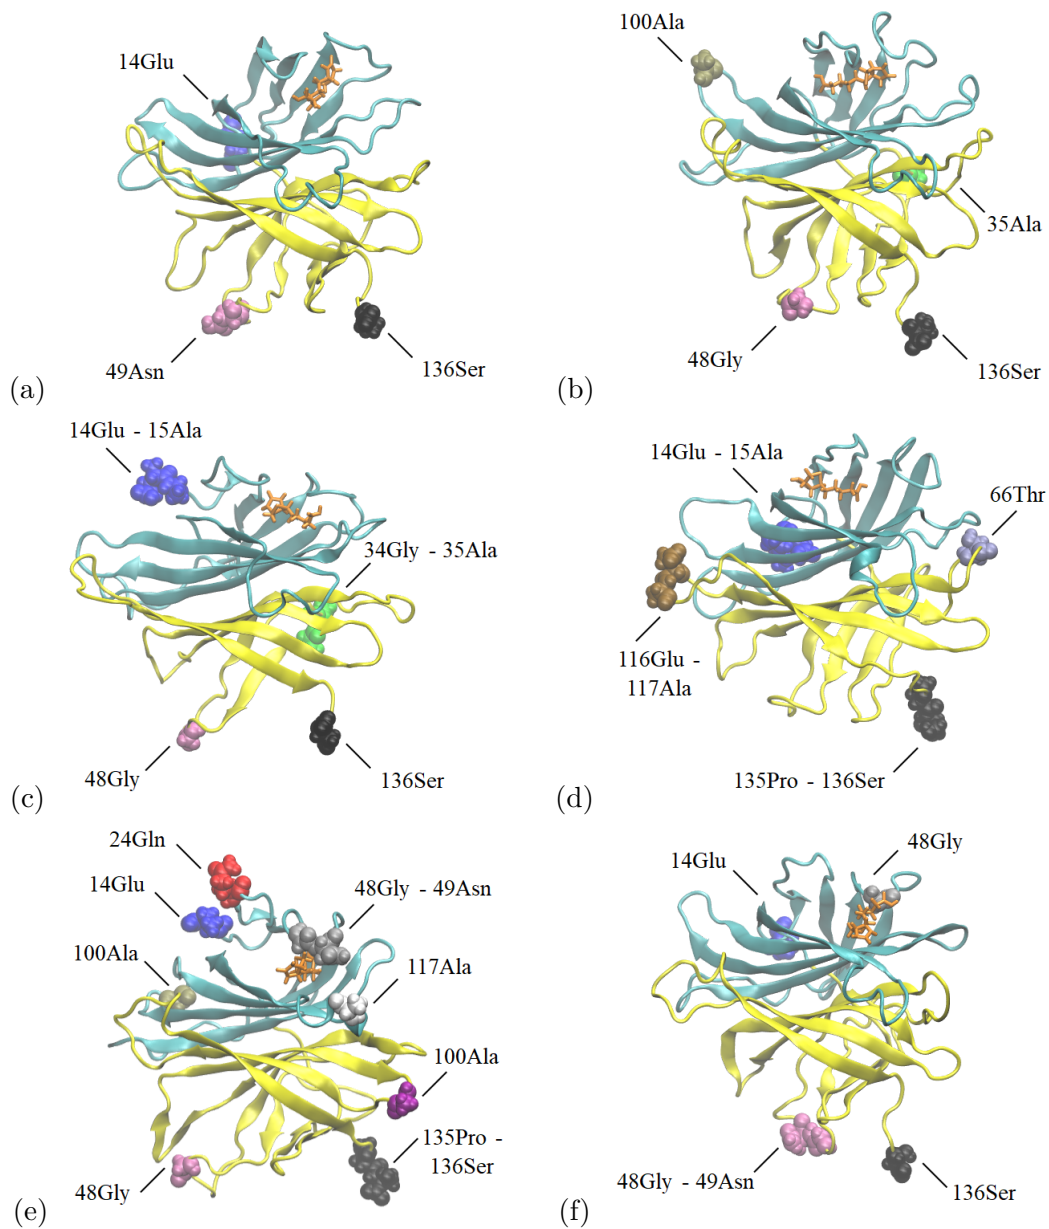 14Glu
49Asn
136Ser
(a)
100Ala
35Ala
48Gly
136Ser
(b)
14Glu - 15Ala
34Gly - 35Ala
48Gly
136Ser
(c)
14Glu - 15Ala
66Thr
116Glu -
117Ala
135Pro - 136Ser
(d)
24Gln
14Glu
48Gly - 49Asn
100Ala
117Ala
100Ala
135Pro -
136Ser
48Gly
(e)
48Gly
14Glu
48Gly - 49Asn
136Ser
(f)